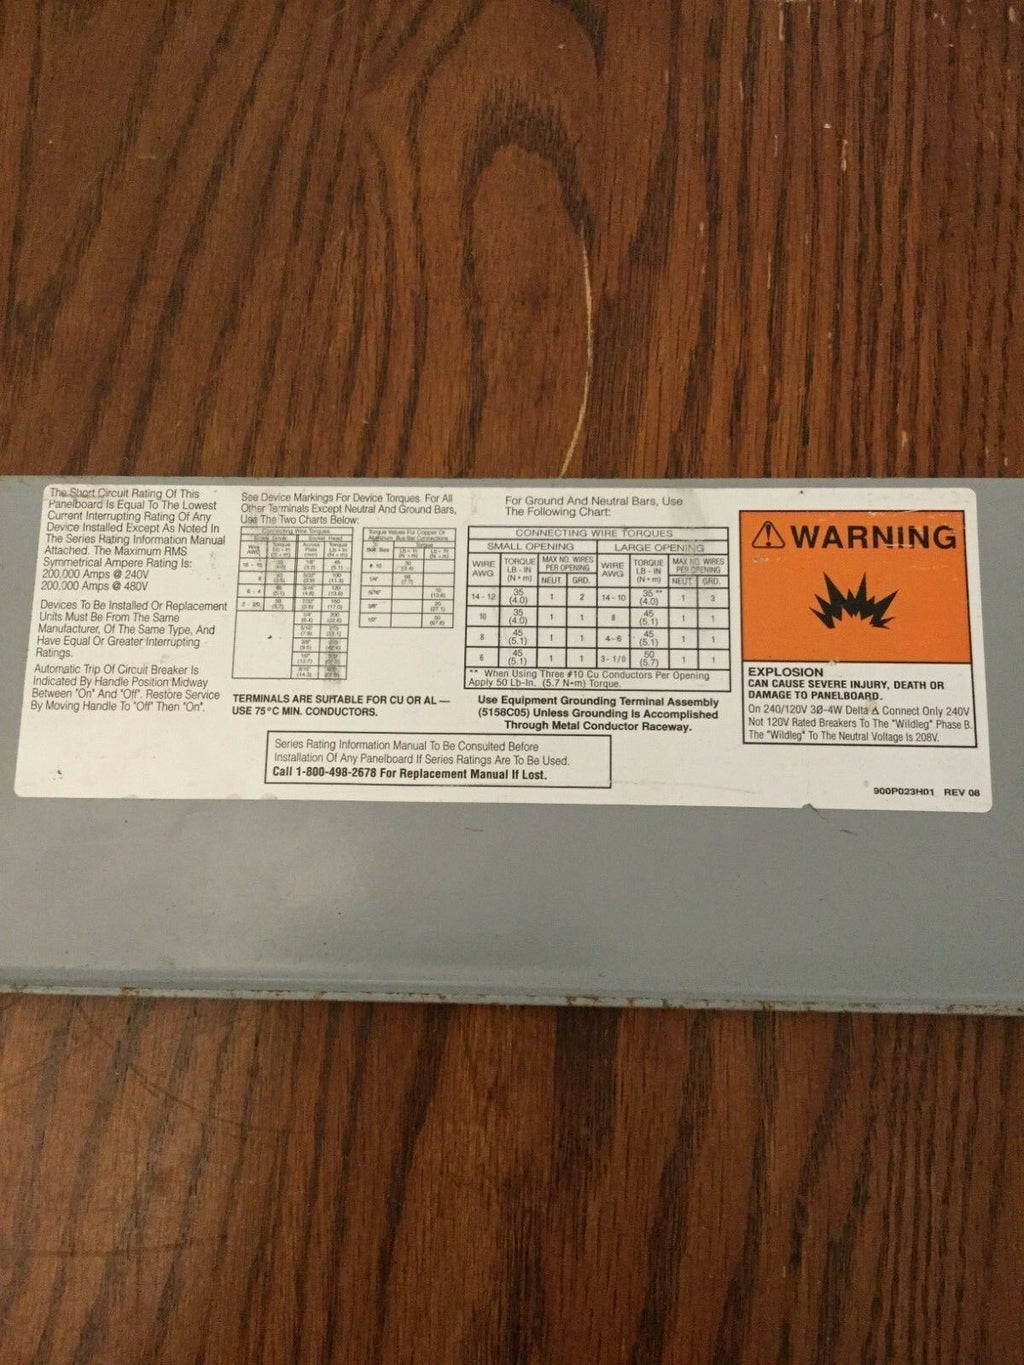 The Short Circuit Rating Of This
Panelboard Is Equal To The Lowest
Current Interrupting Rating Of Any
Device Installed Except As Noted In
The Series Rating Information Manual
Attached. The Maximum RMS
Symmetrical Ampere Rating Is:
200,000 Amps @ 240V
200,000 Amps @ 480V
Devices To Be Installed Or Replacement
Units Must Be From The Same
Manufacturer, Of The Same Type, And
Have Equal Or Greater Interrupting
Ratings.
Automatic Trip Of Circuit Breaker Is
Indicated By Handle Position Midway
Between "On" And "Off". Restore Service
By Moving Handle To "Off" Then "On".
See Device Markings For Device Torques. For All
Other Terminals Except Neutral And Ground Bars,
Use The Two Charts Below:
Connecting Wire Torques
Torque Values For Copper Or
Aluminum Bus Bar Connections
TERMINALS ARE SUITABLE FOR CU OR AL —
USE 75°C MIN. CONDUCTORS.
For Ground And Neutral Bars, Use
The Following Chart:
CONNECTING WIRE TORQUES
SMALL OPENING LARGE OPENING
WIRE AWG TORQUE LB - IN (N • m) MAX NO. WIRES PER OPENING NEUT. GRD. WIRE AWG TORQUE LB - IN (N • m) MAX NO. WIRES PER OPENING NEUT. GRD.
14 - 12 35 (4.0) 1 2 14 - 10 35 ** (4.0) 1 3
10 35 (4.0) 1 1 8 45 (5.1) 1 1
8 45 (5.1) 1 1 4 - 6 45 (5.1) 1 1
6 45 (5.1) 1 1 3 - 1/0 50 (5.7) 1 1
** When Using Three #10 Cu Conductors Per Opening
Apply 50 Lb-In. (5.7 N•m) Torque.
Use Equipment Grounding Terminal Assembly
(5158C05) Unless Grounding Is Accomplished
Through Metal Conductor Raceway.
Series Rating Information Manual To Be Consulted Before
Installation Of Any Panelboard If Series Ratings Are To Be Used.
Call 1-800-498-2678 For Replacement Manual If Lost.
WARNING
EXPLOSION
CAN CAUSE SEVERE INJURY, DEATH OR
DAMAGE TO PANELBOARD.
On 240/120V 3Ø-4W Delta Δ Connect Only 240V
Not 120V Rated Breakers To The "Wildleg" Phase B.
The "Wildleg" To The Neutral Voltage Is 208V.
900P023H01 REV 08